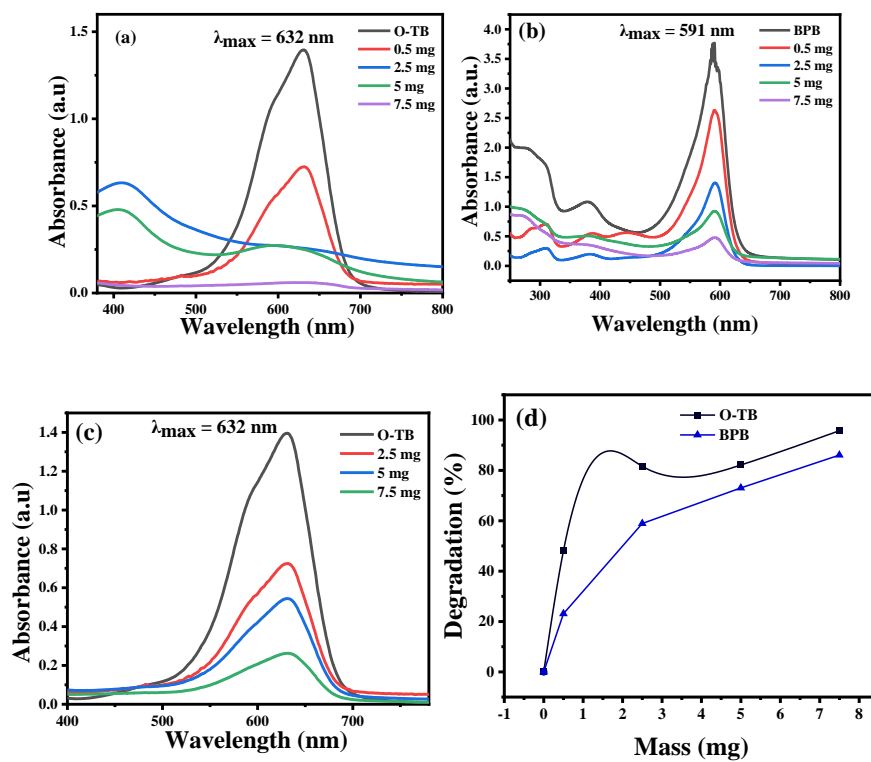 (a)
λmax = 632 nm
O-TB
0.5 mg
2.5 mg
5 mg
7.5 mg
1.5
1.0
0.5
0.0
400 500 600 700 800
Absorbance (a.u)
Wavelength (nm)
(b)
λmax = 591 nm
BPB
0.5 mg
2.5 mg
5 mg
7.5 mg
4.0
3.5
3.0
2.5
2.0
1.5
1.0
0.5
0.0
300 400 500 600 700 800
Absorbance (a.u.)
Wavelength (nm)
(c)
λmax = 632 nm
O-TB
2.5 mg
5 mg
7.5 mg
1.4
1.2
1.0
0.8
0.6
0.4
0.2
0.0
400 500 600 700
Absorbance (a.u)
Wavelength (nm)
(d)
O-TB
BPB
100
80
60
40
20
0
-1 0 1 2 3 4 5 6 7 8
Degradation (%)
Mass (mg)